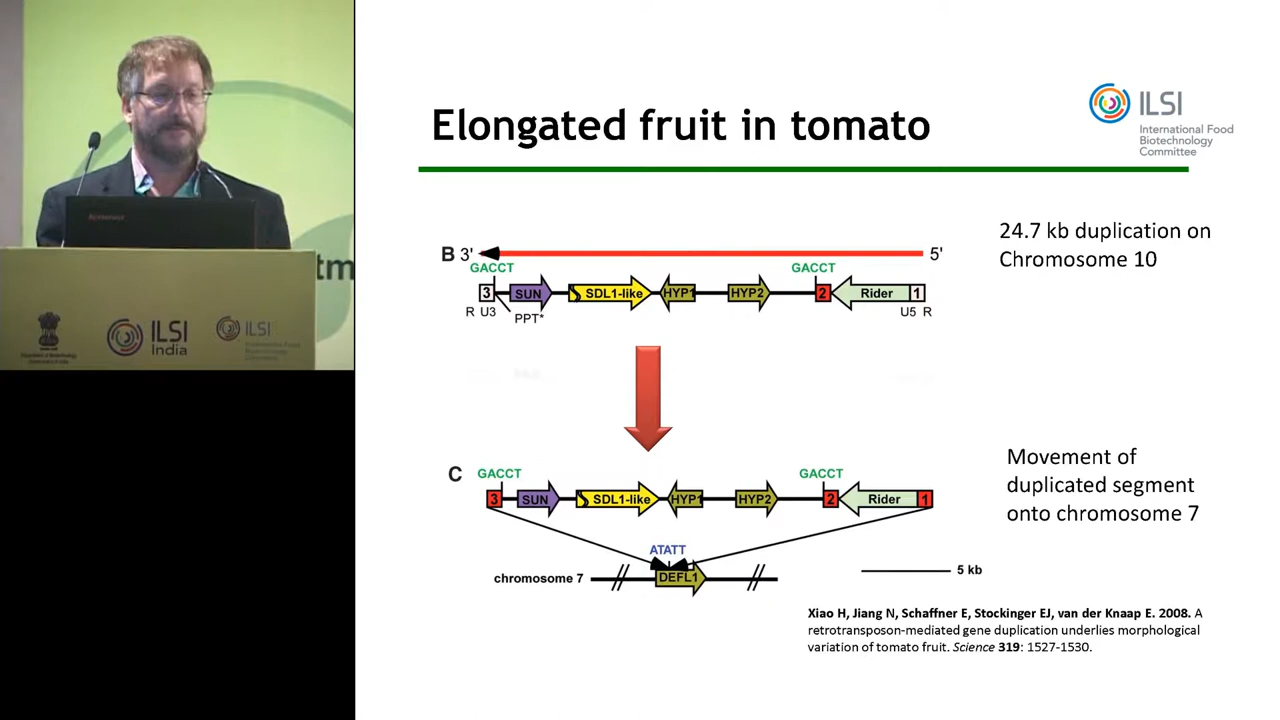 Elongated fruit in tomato
ILSI
International Food
Biotechnology
Committee
24.7 kb duplication on
Chromosome 10
B 3' 5'
GACCT GACCT
3 SUN SDL1-like HYP1 HYP2 2 Rider 1
R U3 PPT* U5 R
C GACCT GACCT
3 SUN SDL1-like HYP1 HYP2 2 Rider 1
Movement of
duplicated segment
onto chromosome 7
ATATT
chromosome 7 DEFL1
5 kb
Xiao H, Jiang N, Schaffner E, Stockinger EJ, van der Knaap E. 2008. A
retrotransposon-mediated gene duplication underlies morphological
variation of tomato fruit. Science 319: 1527-1530.
tm
ILSI
India
ILSI